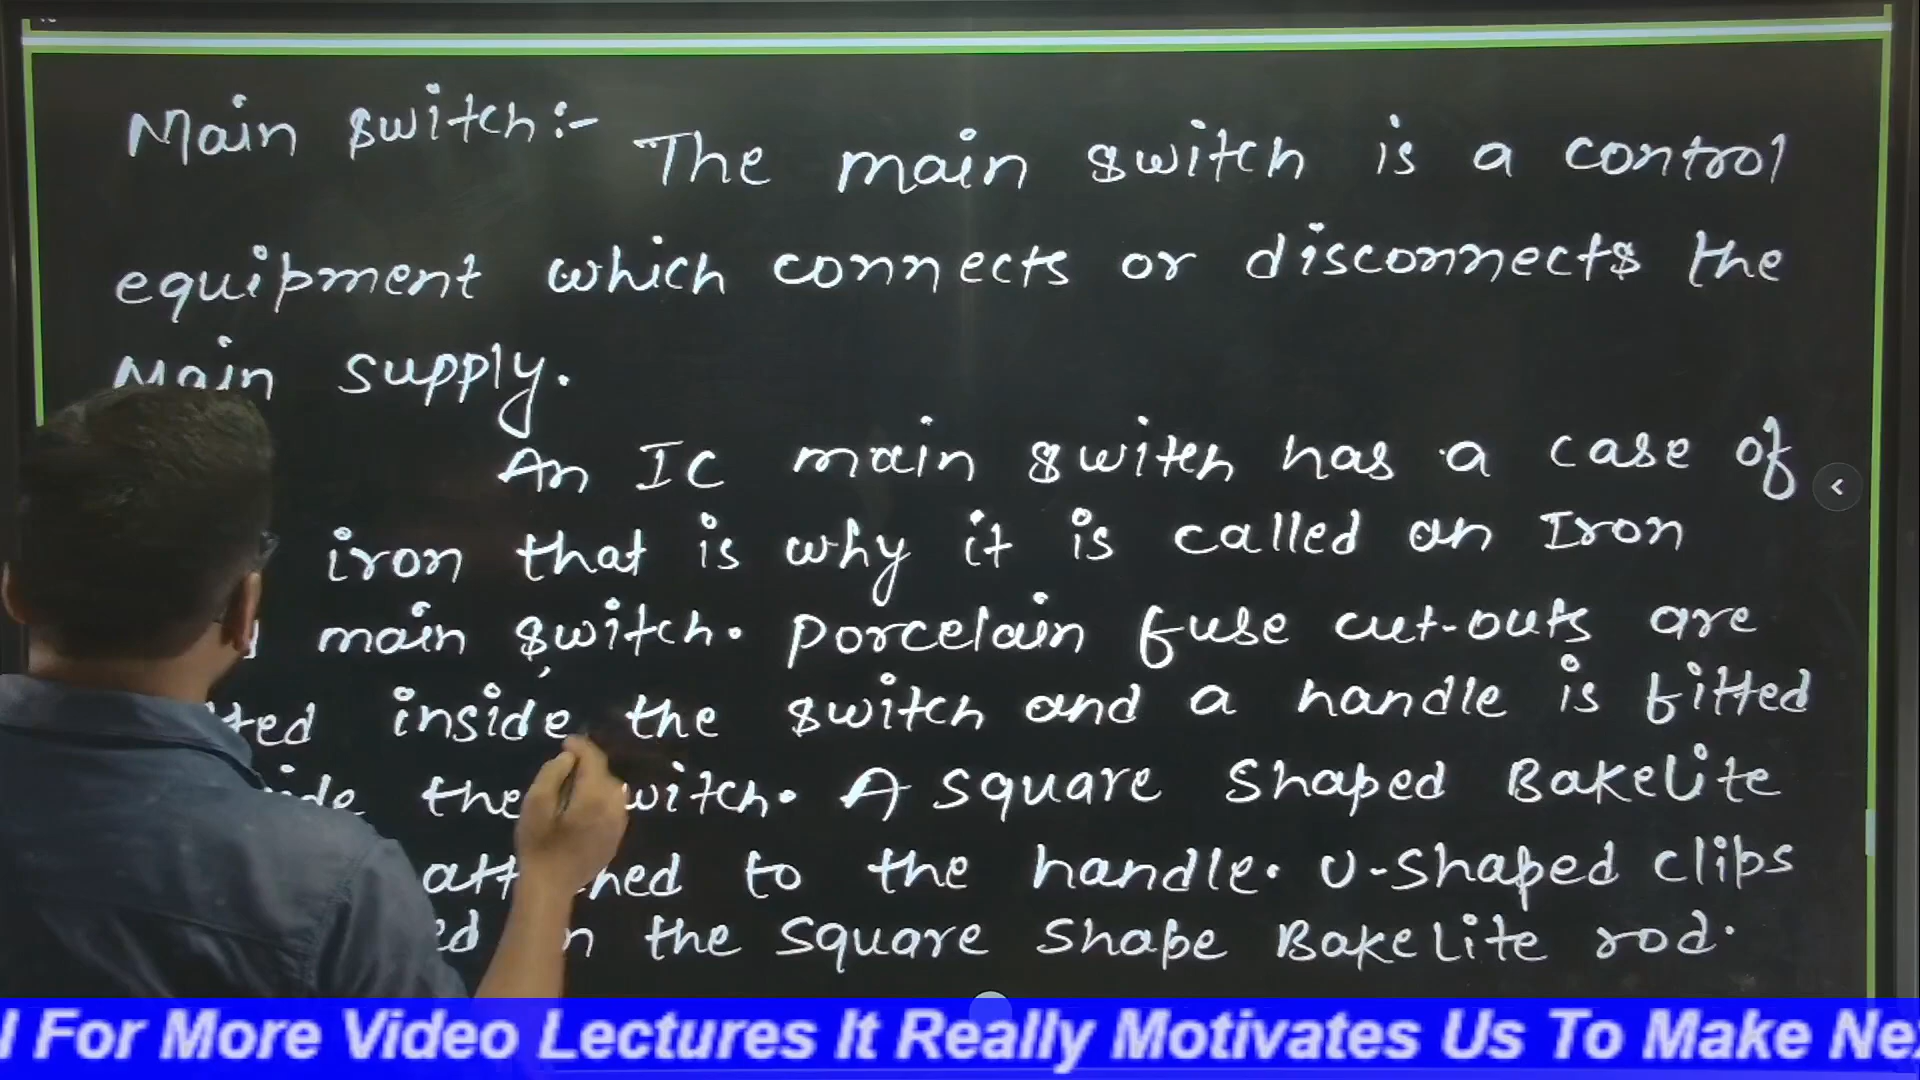 Main switch:- The main switch is a control
equipment which connects or disconnects the
Main supply.
An IC main switch has a case of
iron that is why it is called an Iron
main switch. Porcelain fuse cut-outs are
inside the switch and a handle is fitted
the A square shaped Bakelite
to the handle. U-shaped clips
the square shape Bakelite rod.
For More Video Lectures It Really Motivates Us To Make